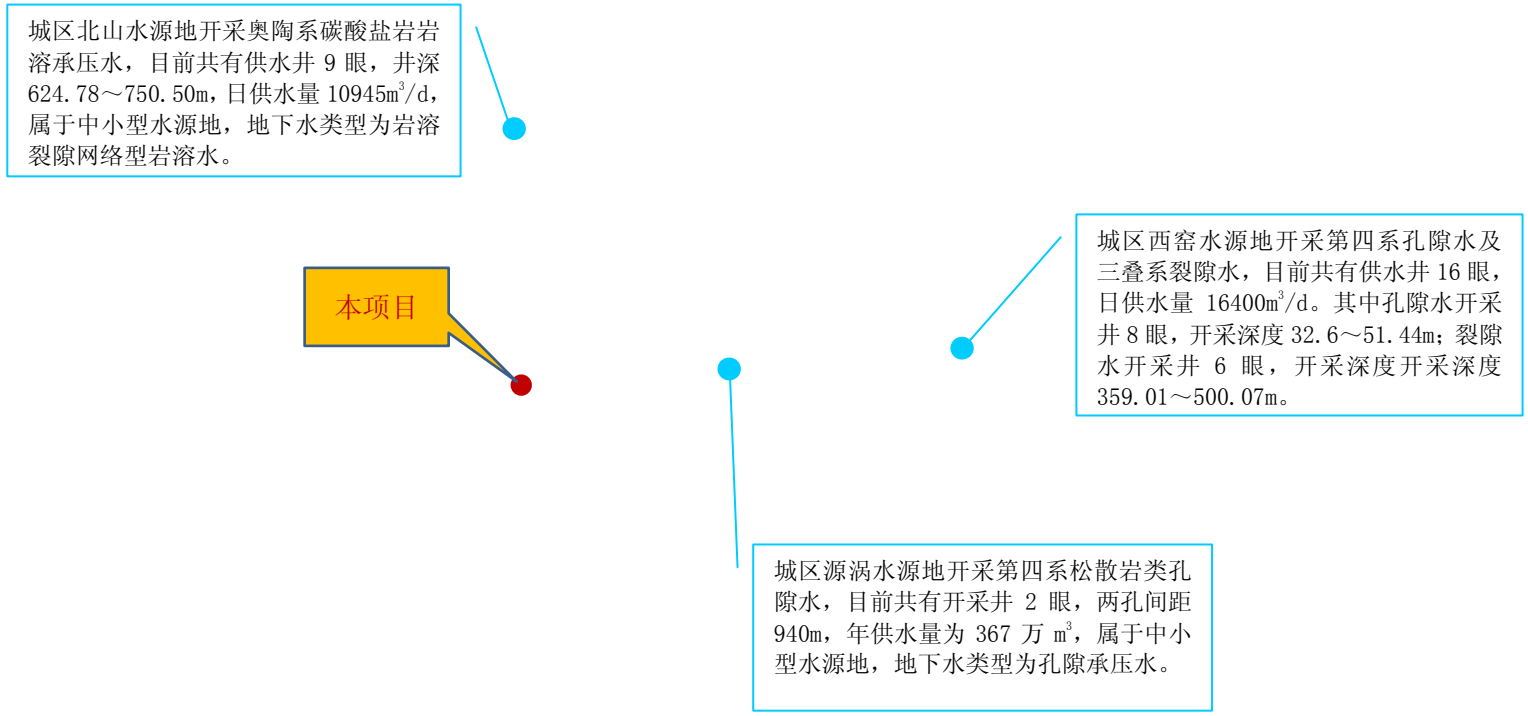 城区北山水源地开采奥陶系碳酸盐岩岩
溶承压水，目前共有供水井 9 眼，井深
624.78～750.50m，日供水量 10945m³/d，
属于中小型水源地，地下水类型为岩溶
裂隙网络型岩溶水。
城区西窑水源地开采第四系孔隙水及
三叠系裂隙水，目前共有供水井 16 眼，
日供水量 16400m³/d。其中孔隙水开采
井 8 眼，开采深度 32.6～51.44m；裂隙
水开采井 6 眼，开采深度开采深度
359.01～500.07m。
本项目
城区源涡水源地开采第四系松散岩类孔
隙水，目前共有开采井 2 眼，两孔间距
940m，年供水量为 367 万 m³，属于中小
型水源地，地下水类型为孔隙承压水。